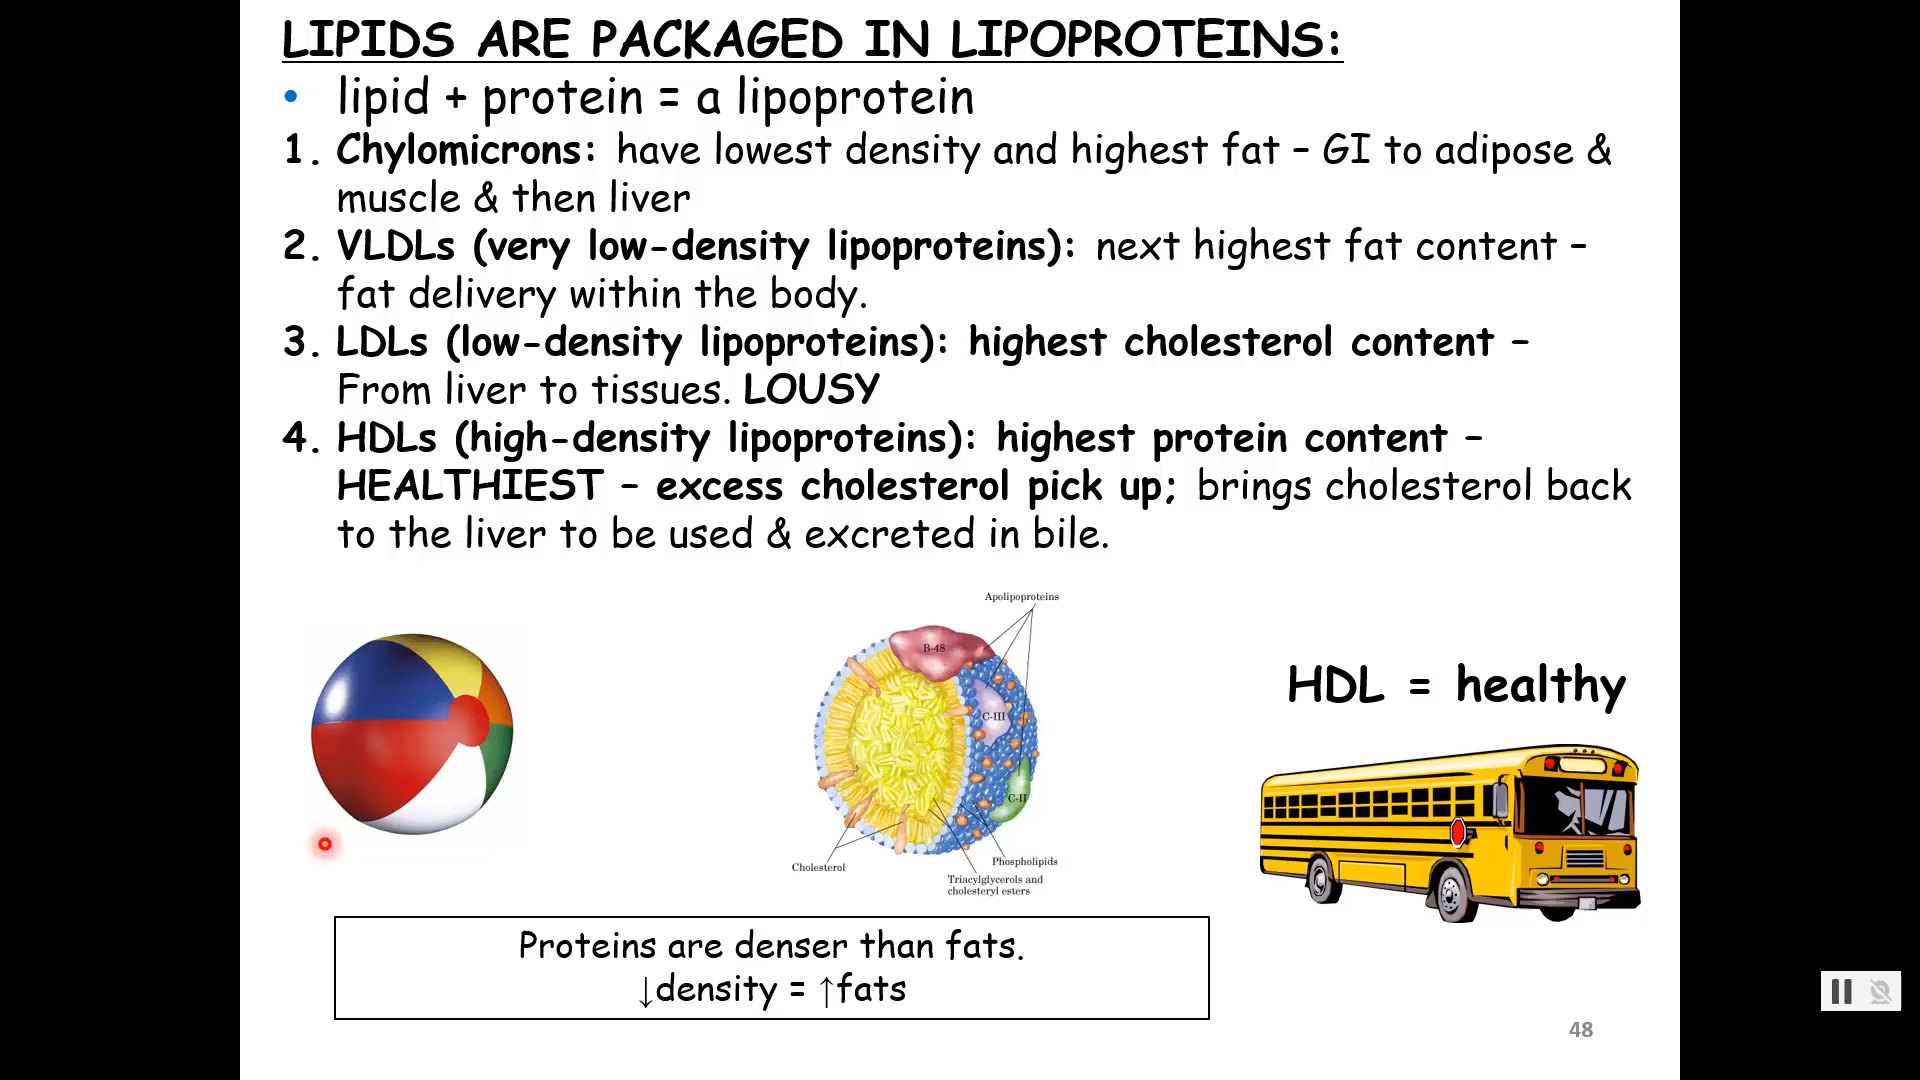 LIPIDS ARE PACKAGED IN LIPOPROTEINS:
• lipid + protein = a lipoprotein
1. Chylomicrons: have lowest density and highest fat – GI to adipose &
muscle & then liver
2. VLDLs (very low-density lipoproteins): next highest fat content –
fat delivery within the body.
3. LDLs (low-density lipoproteins): highest cholesterol content –
From liver to tissues. LOUSY
4. HDLs (high-density lipoproteins): highest protein content –
HEALTHIEST – excess cholesterol pick up; brings cholesterol back
to the liver to be used & excreted in bile.
Apolipoproteins
B-48
C-III
C-II
Cholesterol
Phospholipids
Triacylglycerols and
cholesteryl esters
HDL = healthy
Proteins are denser than fats.
↓density = ↑fats
48